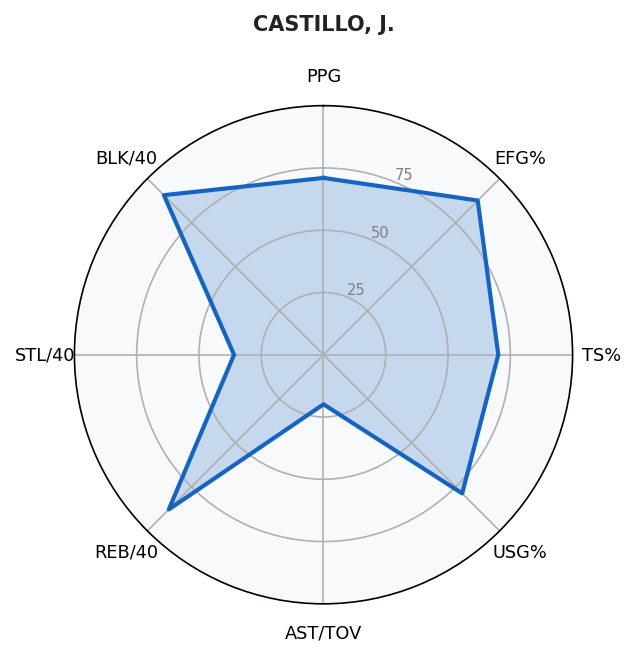 CASTILLO, J.
PPG
BLK/40
EFG%
75
50
25
STL/40
TS%
REB/40
USG%
AST/TOV